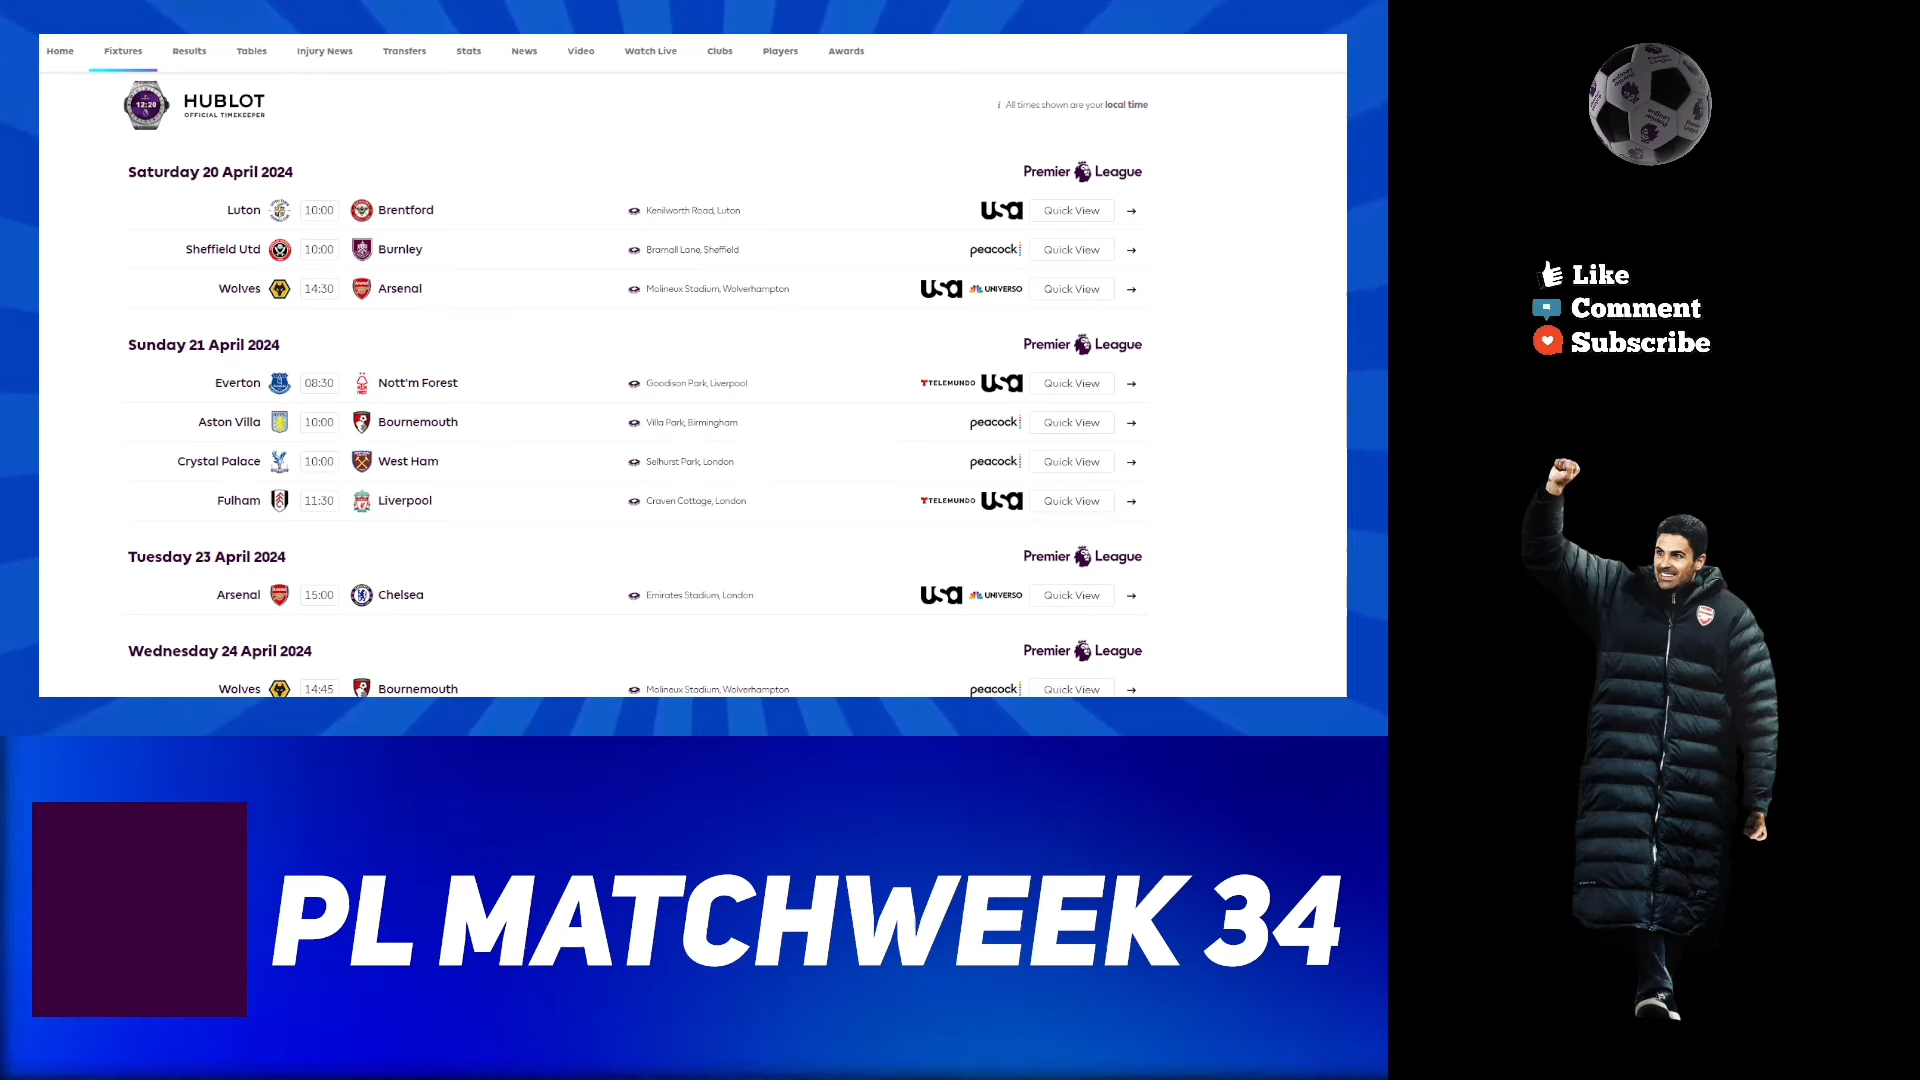 Home Fixtures Results Tables Injury News Transfers Stats News Video Watch Live Clubs Players Awards
12:20
HUBLOT
OFFICIAL TIMEKEEPER
i All times shown are your local time
Saturday 20 April 2024 Premier League
Luton 10:00 Brentford Kenilworth Road, Luton usa Quick View →
Sheffield Utd 10:00 Burnley Bramall Lane, Sheffield peacock Quick View →
Wolves 14:30 Arsenal Molineux Stadium, Wolverhampton usa UNIVERSO Quick View →
Sunday 21 April 2024 Premier League
Everton 08:30 Nott'm Forest Goodison Park, Liverpool TELEMUNDO usa Quick View →
Aston Villa 10:00 Bournemouth Villa Park, Birmingham peacock Quick View →
Crystal Palace 10:00 West Ham Selhurst Park, London peacock Quick View →
Fulham 11:30 Liverpool Craven Cottage, London TELEMUNDO usa Quick View →
Tuesday 23 April 2024 Premier League
Arsenal 15:00 Chelsea Emirates Stadium, London usa UNIVERSO Quick View →
Wednesday 24 April 2024 Premier League
Wolves 14:45 Bournemouth Molineux Stadium, Wolverhampton peacock Quick View →
PL MATCHWEEK 34
Like
Comment
Subscribe